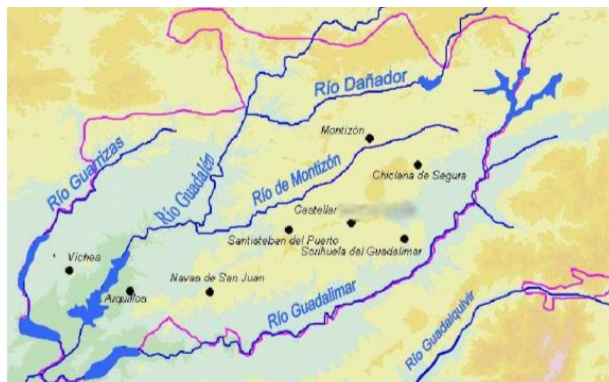 Río Dañador
Montizón
Río Guarrizas
Río Guadalén
Río de Montizón
Chiclana de Segura
Castellar
Santisteban del Puerto
Sorihuela del Guadalimar
Vilches
Arquillos
Navas de San Juan
Río Guadalimar
Río Guadalquivir